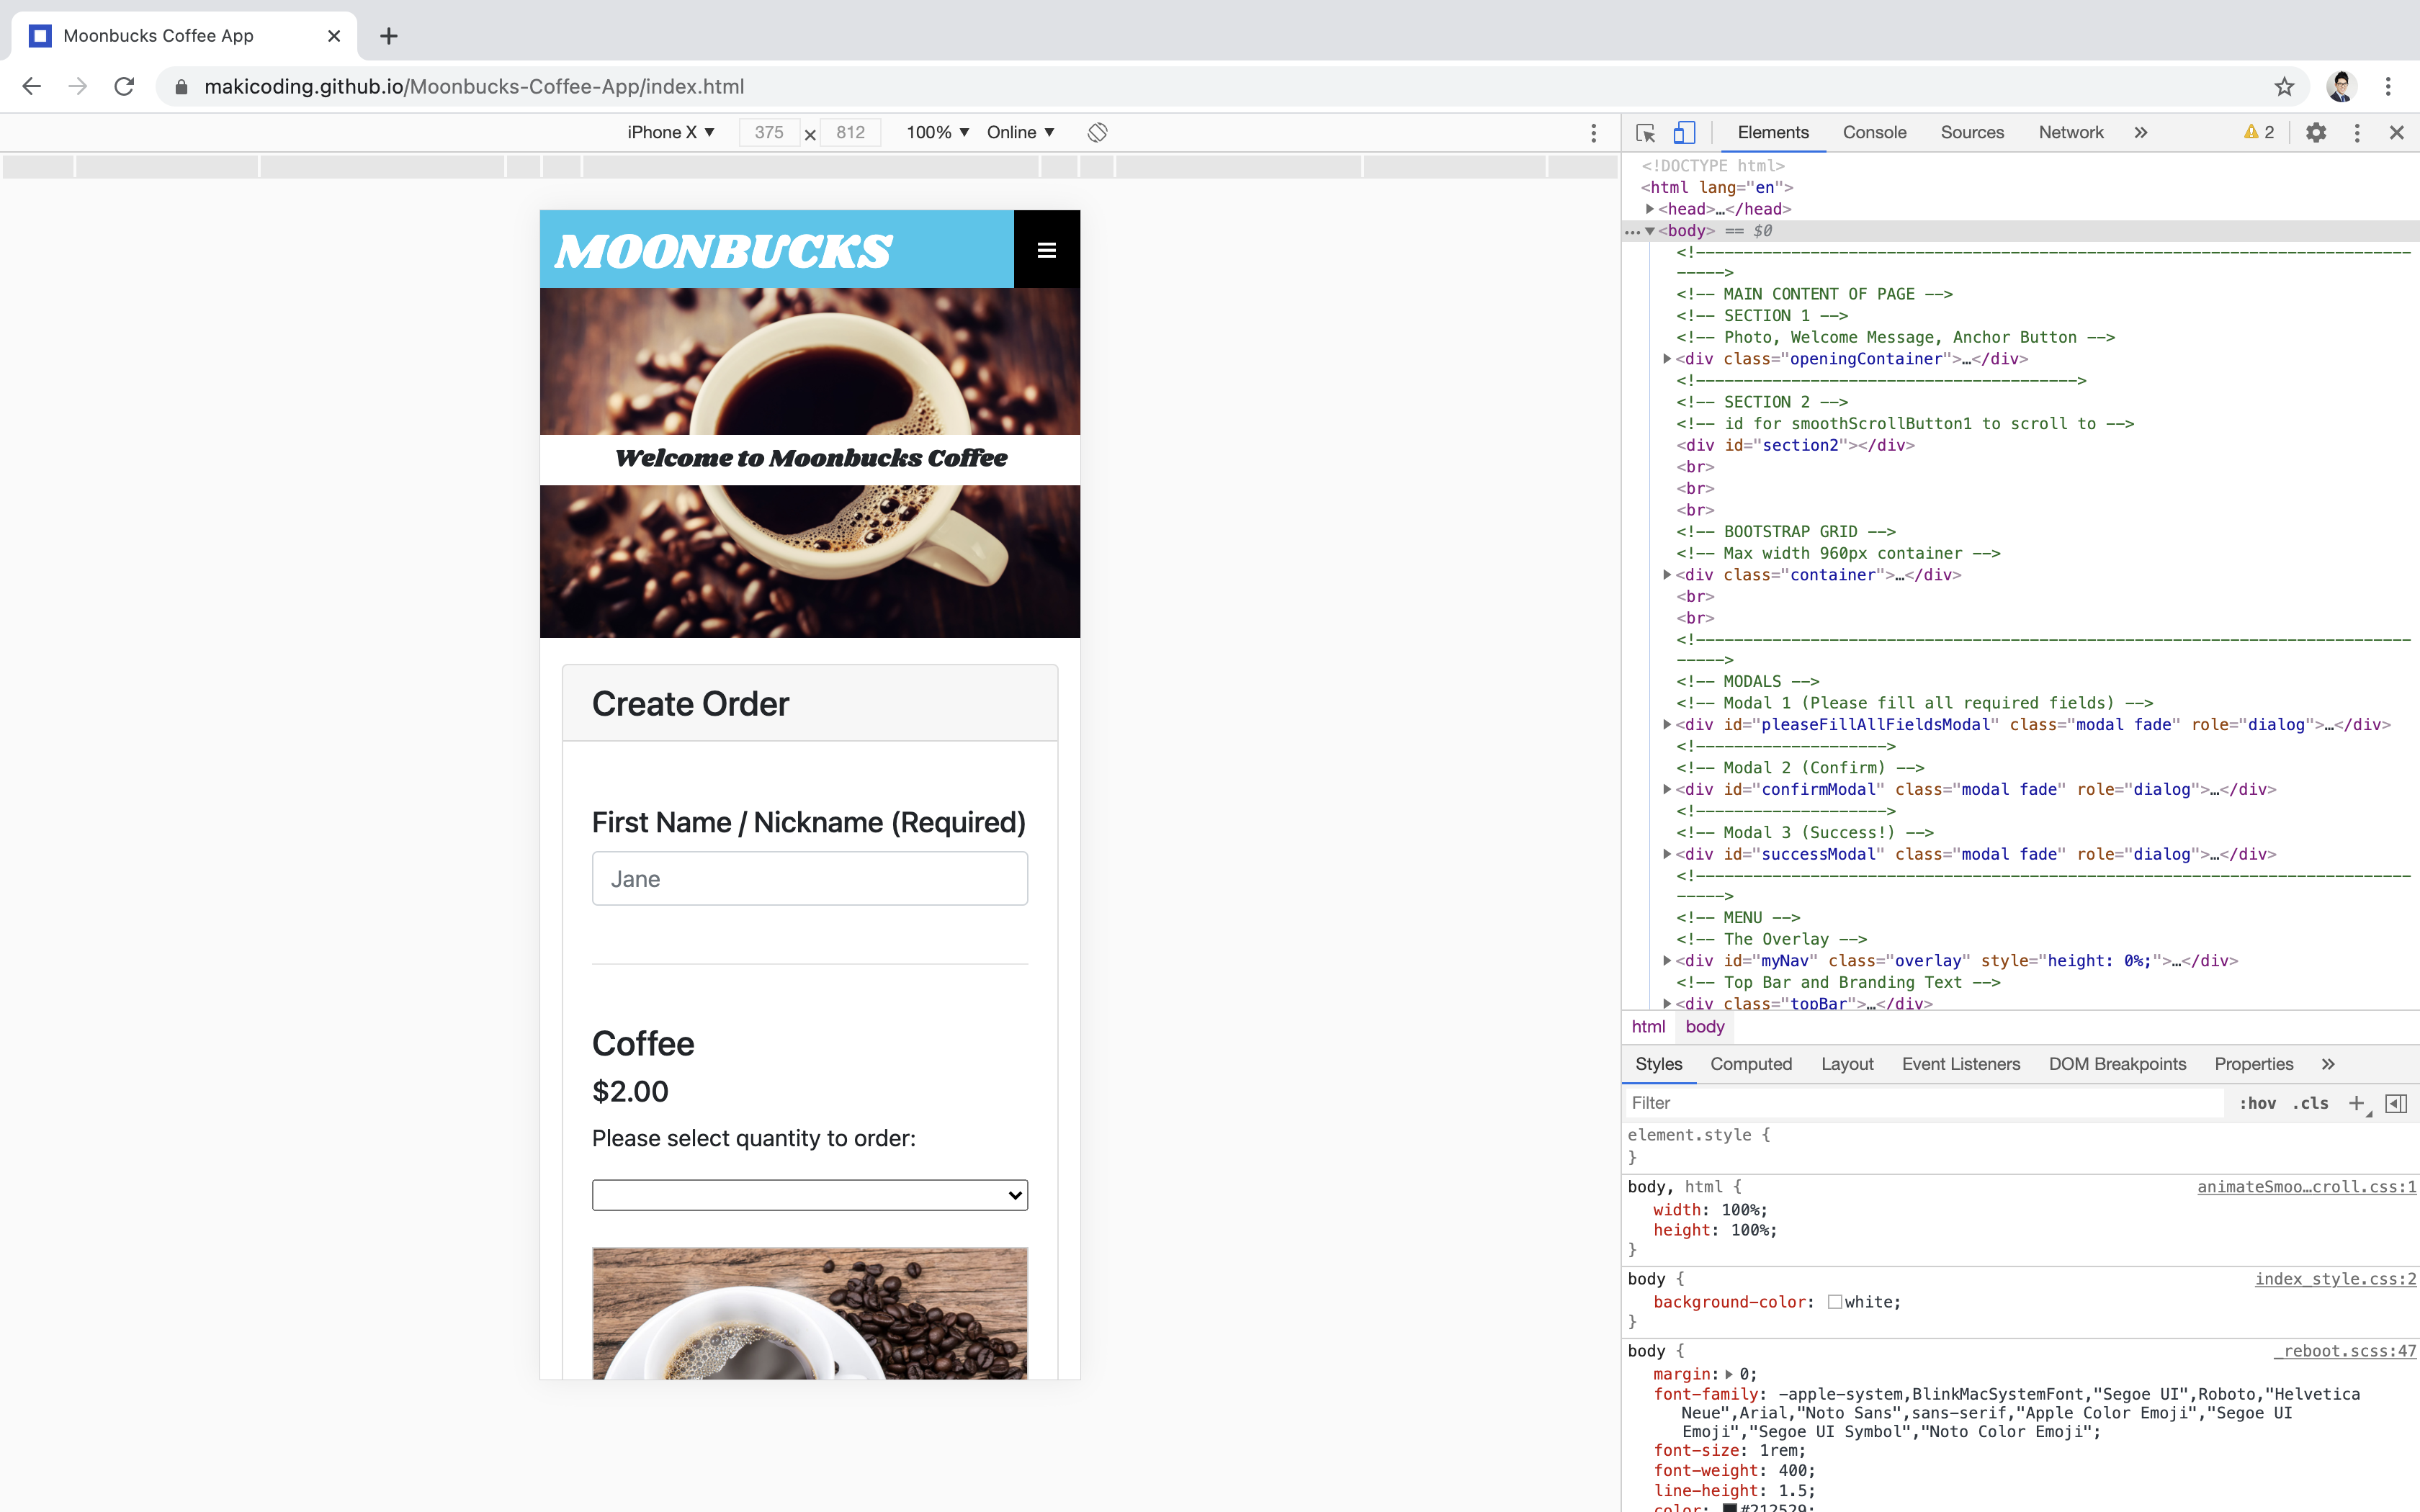 Moonbucks Coffee App
makicoding.github.io/Moonbucks-Coffee-App/index.html
iPhone X ▼ 375 × 812 100% ▼ Online ▼
MOONBUCKS
Welcome to Moonbucks Coffee
Create Order
First Name / Nickname (Required)
Jane
Coffee
$2.00
Please select quantity to order:
Elements Console Sources Network » 2
<!DOCTYPE html>
<html lang="en">
<head>…</head>
<body> == $0
<!--------------------------------------------------------------------------
----->
<!-- MAIN CONTENT OF PAGE -->
<!-- SECTION 1 -->
<!-- Photo, Welcome Message, Anchor Button -->
<div class="openingContainer">…</div>
<!--------------------------------------->
<!-- SECTION 2 -->
<!-- id for smoothScrollButton1 to scroll to -->
<div id="section2"></div>
<br>
<br>
<br>
<!-- BOOTSTRAP GRID -->
<!-- Max width 960px container -->
<div class="container">…</div>
<br>
<br>
<!--------------------------------------------------------------------------
----->
<!-- MODALS -->
<!-- Modal 1 (Please fill all required fields) -->
<div id="pleaseFillAllFieldsModal" class="modal fade" role="dialog">…</div>
<!-------------------->
<!-- Modal 2 (Confirm) -->
<div id="confirmModal" class="modal fade" role="dialog">…</div>
<!-------------------->
<!-- Modal 3 (Success!) -->
<div id="successModal" class="modal fade" role="dialog">…</div>
<!--------------------------------------------------------------------------
----->
<!-- MENU -->
<!-- The Overlay -->
<div id="myNav" class="overlay" style="height: 0%;">…</div>
<!-- Top Bar and Branding Text -->
<div class="topBar">…</div>
html body
Styles Computed Layout Event Listeners DOM Breakpoints Properties »
Filter :hov .cls +
element.style {
}
body, html { animateSmoo…croll.css:1
width: 100%;
height: 100%;
}
body { index_style.css:2
background-color: white;
}
body { _reboot.scss:47
margin: 0;
font-family: -apple-system,BlinkMacSystemFont,"Segoe UI",Roboto,"Helvetica
Neue",Arial,"Noto Sans",sans-serif,"Apple Color Emoji","Segoe UI
Emoji","Segoe UI Symbol","Noto Color Emoji";
font-size: 1rem;
font-weight: 400;
line-height: 1.5;
color: #212529;